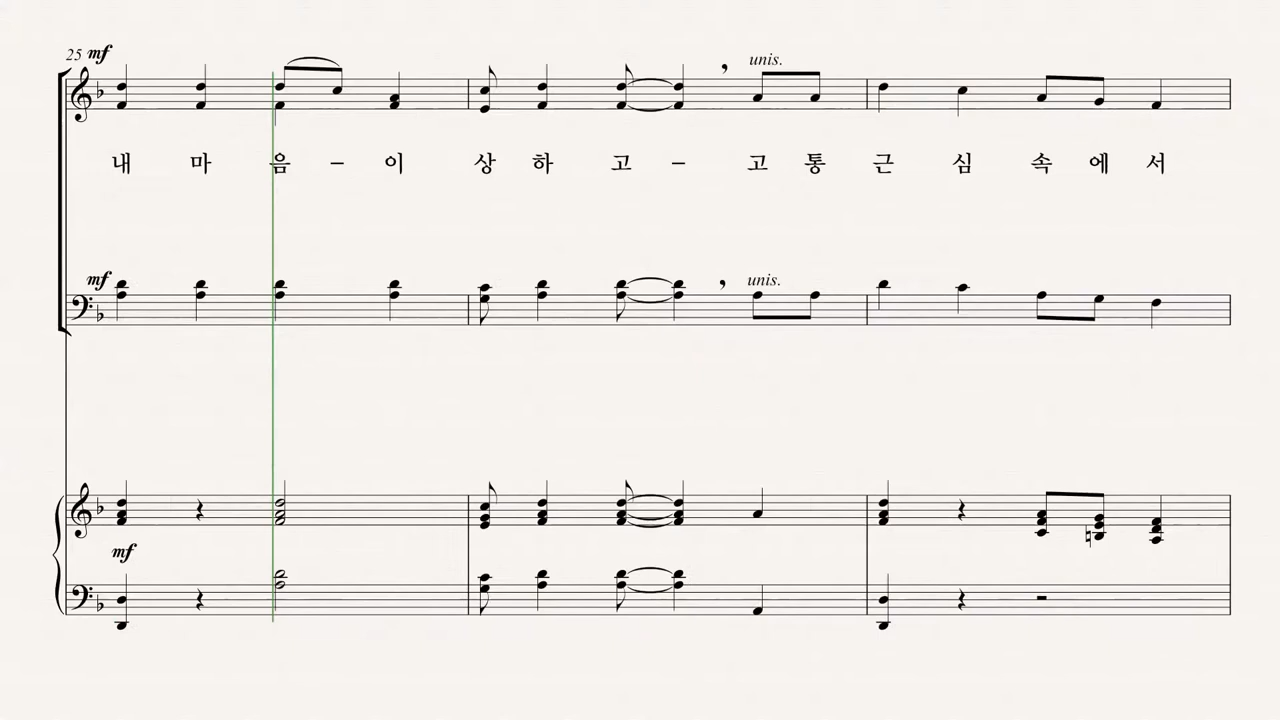 25 mf
unis.
내 마 음 – 이 상 하 고 – 고 통 근 심 속 에 서
mf unis.
mf